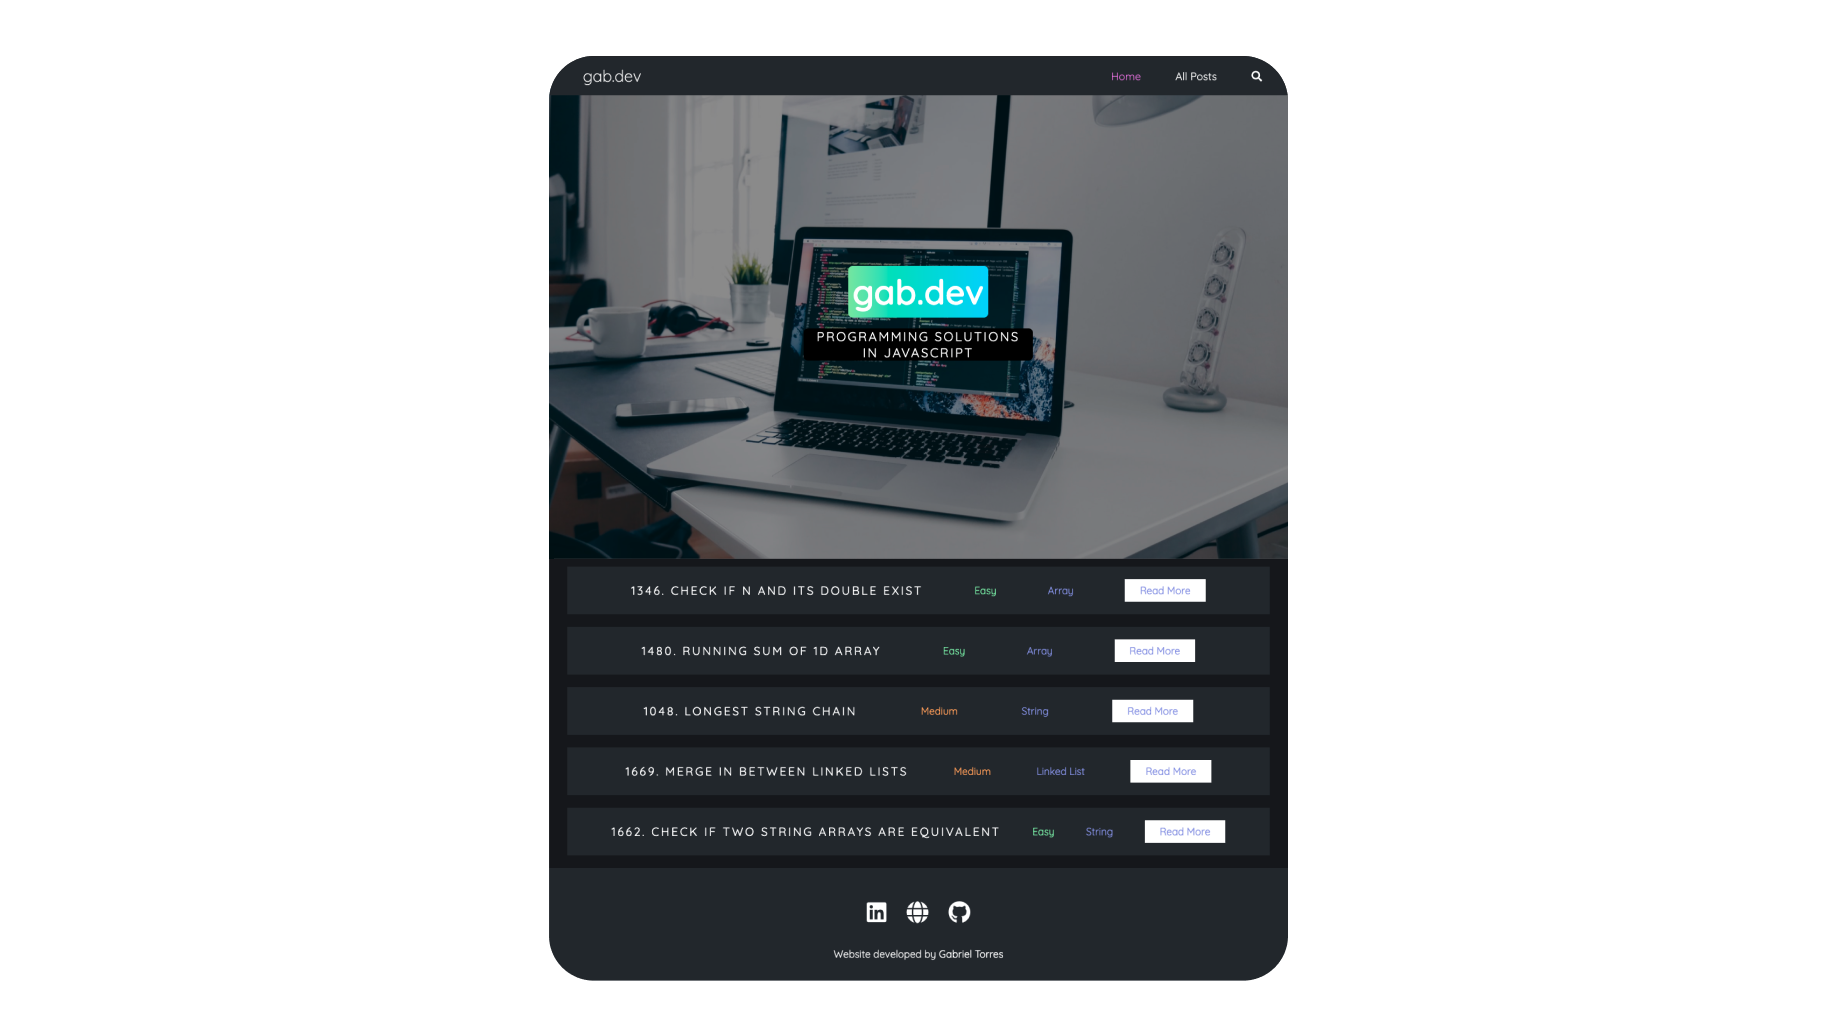 gab.dev
Home
All Posts
gab.dev
PROGRAMMING SOLUTIONS
IN JAVASCRIPT
1346. CHECK IF N AND ITS DOUBLE EXIST Easy Array Read More
1480. RUNNING SUM OF 1D ARRAY Easy Array Read More
1048. LONGEST STRING CHAIN Medium String Read More
1669. MERGE IN BETWEEN LINKED LISTS Medium Linked List Read More
1662. CHECK IF TWO STRING ARRAYS ARE EQUIVALENT Easy String Read More
Website developed by Gabriel Torres